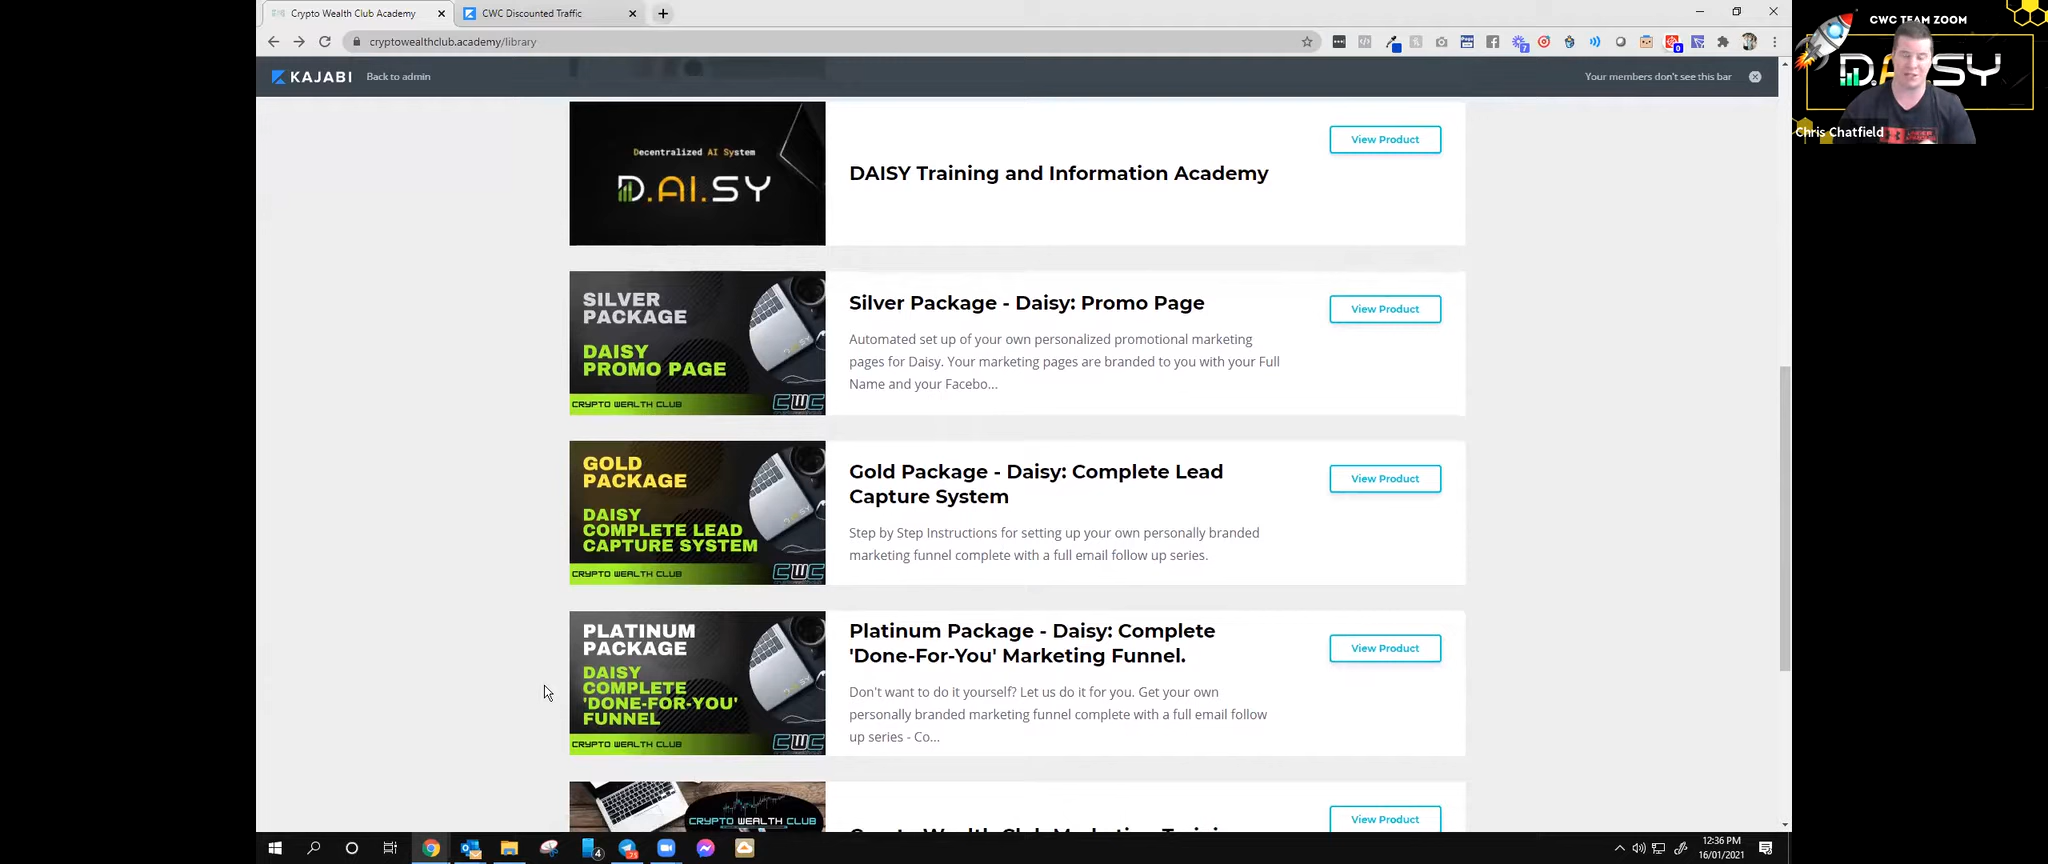 Crypto Wealth Club Academy
CWC Discounted Traffic
cryptowealthclub.academy/library
CWC TEAM ZOOM
D.AI.SY
Chris Chatfield
KAJABI
Back to admin
Your members don't see this bar
Decentralized AI System
D.AI.SY
DAISY Training and Information Academy
View Product
SILVER
PACKAGE
DAISY
PROMO PAGE
CRYPTO WEALTH CLUB
CWC
Silver Package - Daisy: Promo Page
Automated set up of your own personalized promotional marketing
pages for Daisy. Your marketing pages are branded to you with your Full
Name and your Facebo...
View Product
GOLD
PACKAGE
DAISY
COMPLETE LEAD
CAPTURE SYSTEM
CRYPTO WEALTH CLUB
CWC
Gold Package - Daisy: Complete Lead
Capture System
Step by Step Instructions for setting up your own personally branded
marketing funnel complete with a full email follow up series.
View Product
PLATINUM
PACKAGE
DAISY
COMPLETE
'DONE-FOR-YOU'
FUNNEL
CRYPTO WEALTH CLUB
CWC
Platinum Package - Daisy: Complete
'Done-For-You' Marketing Funnel.
Don't want to do it yourself? Let us do it for you. Get your own
personally branded marketing funnel complete with a full email follow
up series - Co...
View Product
CRYPTO WEALTH CLUB
View Product
12:36 PM
16/01/2021